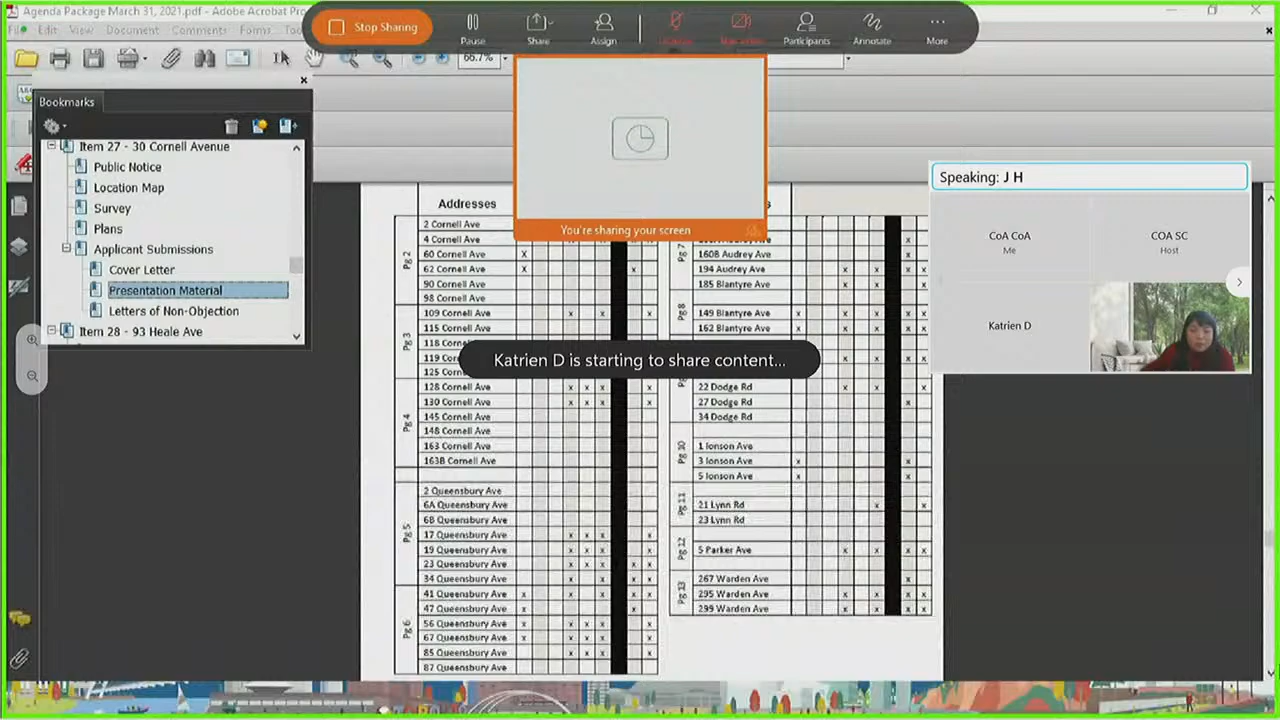 Agenda Package March 31, 2021.pdf - Adobe Acrobat Pro
Stop Sharing
Pause
Share
Assign
Participants
Annotate
More
Edit View Document Comments Forms
66.7%
Bookmarks
Item 27 - 30 Cornell Avenue
Public Notice
Location Map
Survey
Plans
Applicant Submissions
Cover Letter
Presentation Material
Letters of Non-Objection
Item 28 - 93 Heale Ave
You're sharing your screen
Speaking: J H
CoA CoA
Me
COA SC
Host
Katrien D
Katrien D is starting to share content...
Addresses
Pg 2
2 Cornell Ave
4 Cornell Ave
60 Cornell Ave x
62 Cornell Ave x x
90 Cornell Ave
98 Cornell Ave
Pg 3
109 Cornell Ave x x x
115 Cornell Ave
118 Corne
119 Co
125 Corne
Pg 4
128 Cornell Ave x x x x
130 Cornell Ave x x x x
145 Cornell Ave
148 Cornell Ave
163 Cornell Ave
163B Cornell Ave
Pg 5
2 Queensbury Ave
6A Queensbury Ave
6B Queensbury Ave
17 Queensbury Ave x x x x
19 Queensbury Ave x x x x
23 Queensbury Ave x x x x x
34 Queensbury Ave x x x x
Pg 6
41 Queensbury Ave x x x x x x
47 Queensbury Ave x x
56 Queensbury Ave x x x x x x
67 Queensbury Ave x x x x x x
85 Queensbury Ave x x x x x
87 Queensbury Ave
Pg 7
x
160B Audrey Ave x
194 Audrey Ave x x x x
185 Blantyre Ave x x x x
Pg 8
149 Blantyre Ave x x x x x
162 Blantyre Ave x x x x x
x x x x
22 Dodge Rd x x x x
27 Dodge Rd x
34 Dodge Rd
Pg 10
1 Ionson Ave
3 Ionson Ave x x
5 Ionson Ave x x
Pg 11
21 Lynn Rd x x
23 Lynn Rd
Pg 12
5 Parker Ave x x x x
Pg 13
267 Warden Ave x
295 Warden Ave x x x x
299 Warden Ave x x x x